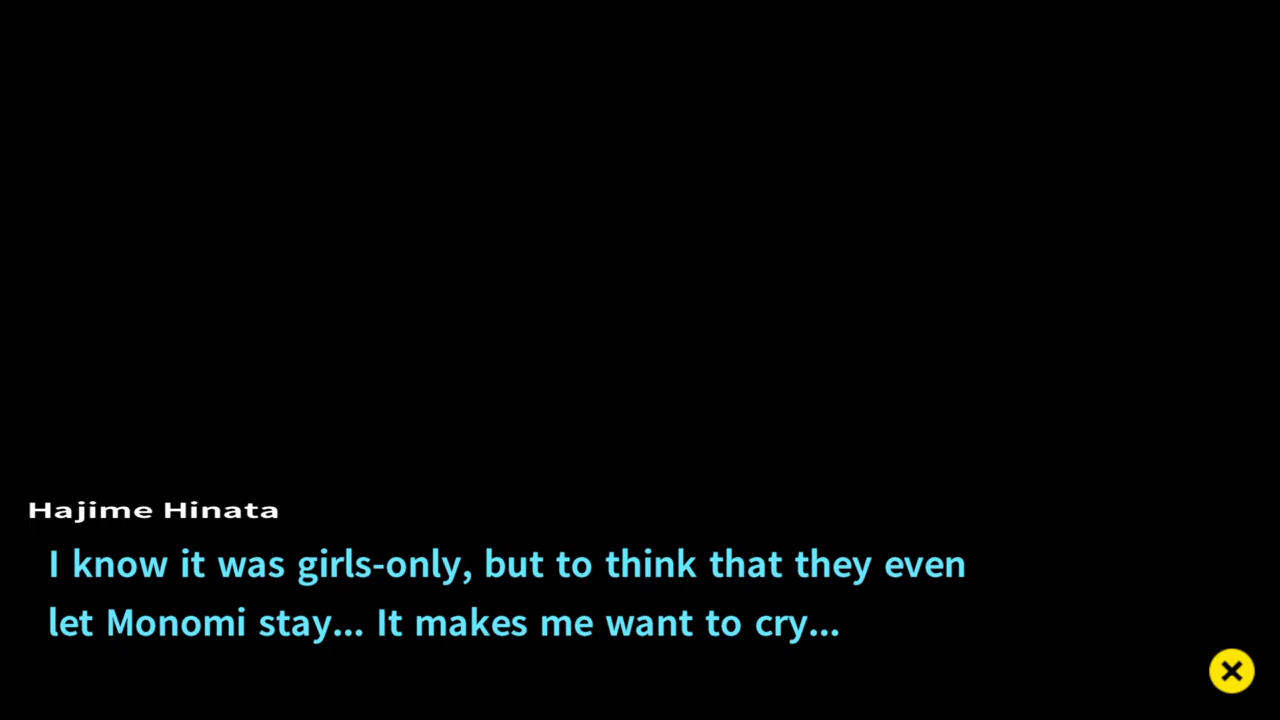 Hajime Hinata
I know it was girls-only, but to think that they even
let Monomi stay... It makes me want to cry...